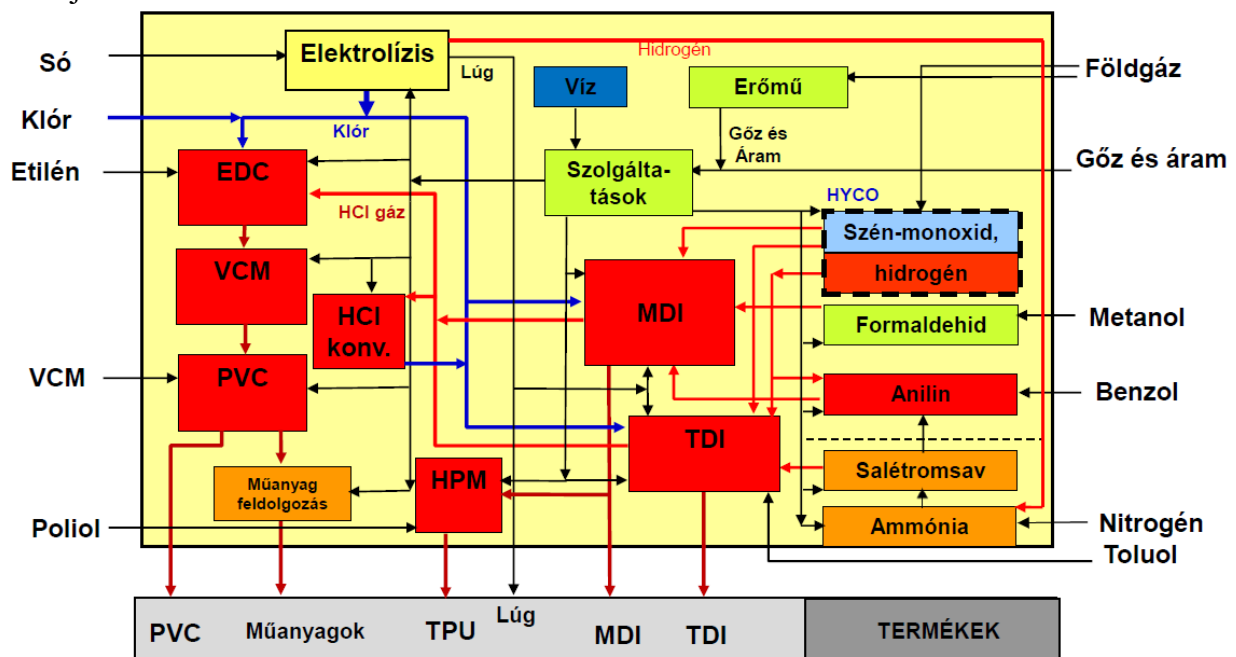 Elektrolízis
Hidrogén
Só
Lúg
Víz
Erőmű
Földgáz
Klór
Klór
Gőz és
Áram
Gőz és áram
Etilén
EDC
Szolgálta-
tások
HYCO
HCl gáz
Szén-monoxid,
VCM
hidrogén
MDI
HCl
konv.
Formaldehid
Metanol
VCM
PVC
Anilin
Benzol
TDI
Műanyag
feldolgozás
HPM
Salétromsav
Poliol
Ammónia
Nitrogén
Toluol
Lúg
PVC
Műanyagok
TPU
MDI
TDI
TERMÉKEK